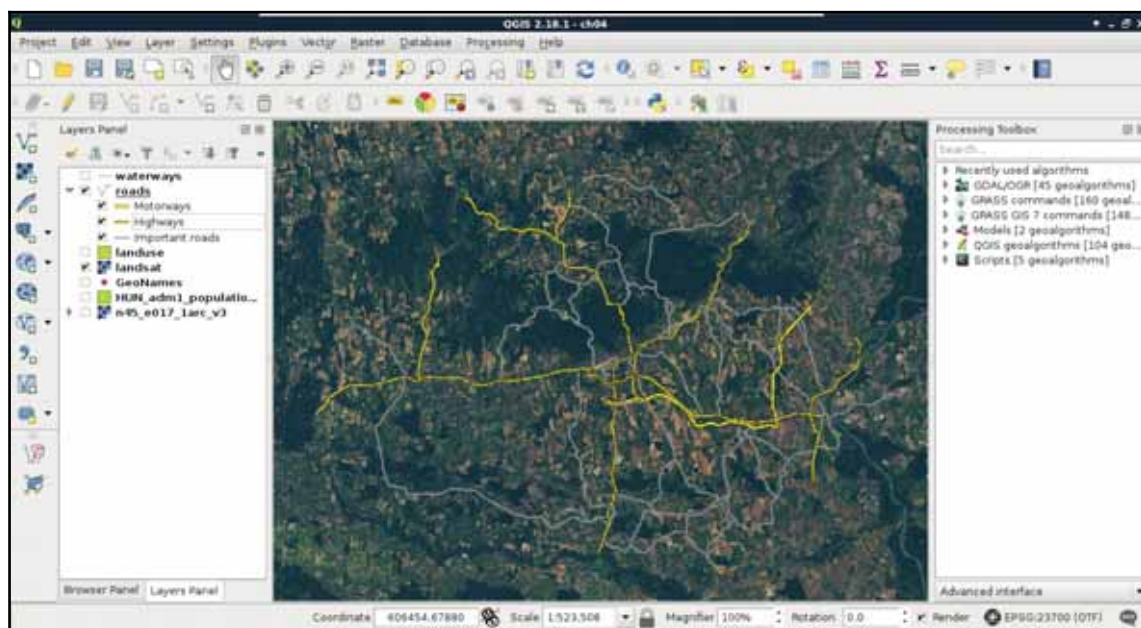 QGIS 2.18.1 - ch04
Project Edit View Layer Settings Plugins Vector Raster Database Processing Help
Layers Panel
waterways
roads
Motorways
Highways
Important roads
landuse
landsat
GeoNames
HUN_adm1_populatio...
n45_e017_1arc_v3
Browser Panel Layers Panel
Processing Toolbox
Search...
Recently used algorithms
GDAL/OGR [45 geoalgorithms]
GRASS commands [160 geoal...
GRASS GIS 7 commands [148...
Models [2 geoalgorithms]
QGIS geoalgorithms [104 geo...
Scripts [5 geoalgorithms]
Advanced interface
Coordinate 606454,67880 Scale 1:523,508 Magnifier 100% Rotation 0.0 Render EPSG:23700 (OTF)